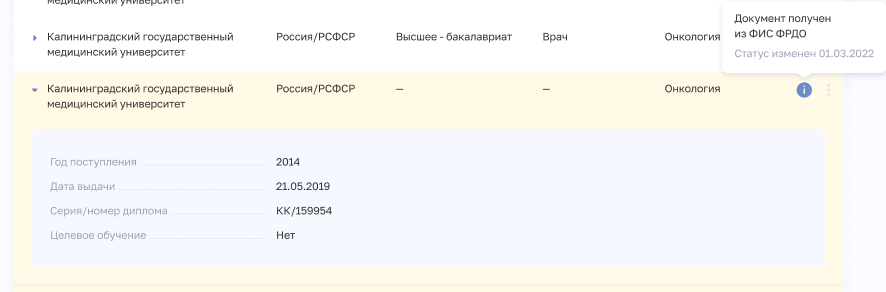 медицинский университет
Документ получен
из ФИС ФРДО
Статус изменен 01.03.2022
Калининградский государственный медицинский университет Россия/РСФСР Высшее - бакалавриат Врач Онкология
Калининградский государственный медицинский университет Россия/РСФСР — — Онкология
Год поступления 2014
Дата выдачи 21.05.2019
Серия/номер диплома КК/159954
Целевое обучение Нет